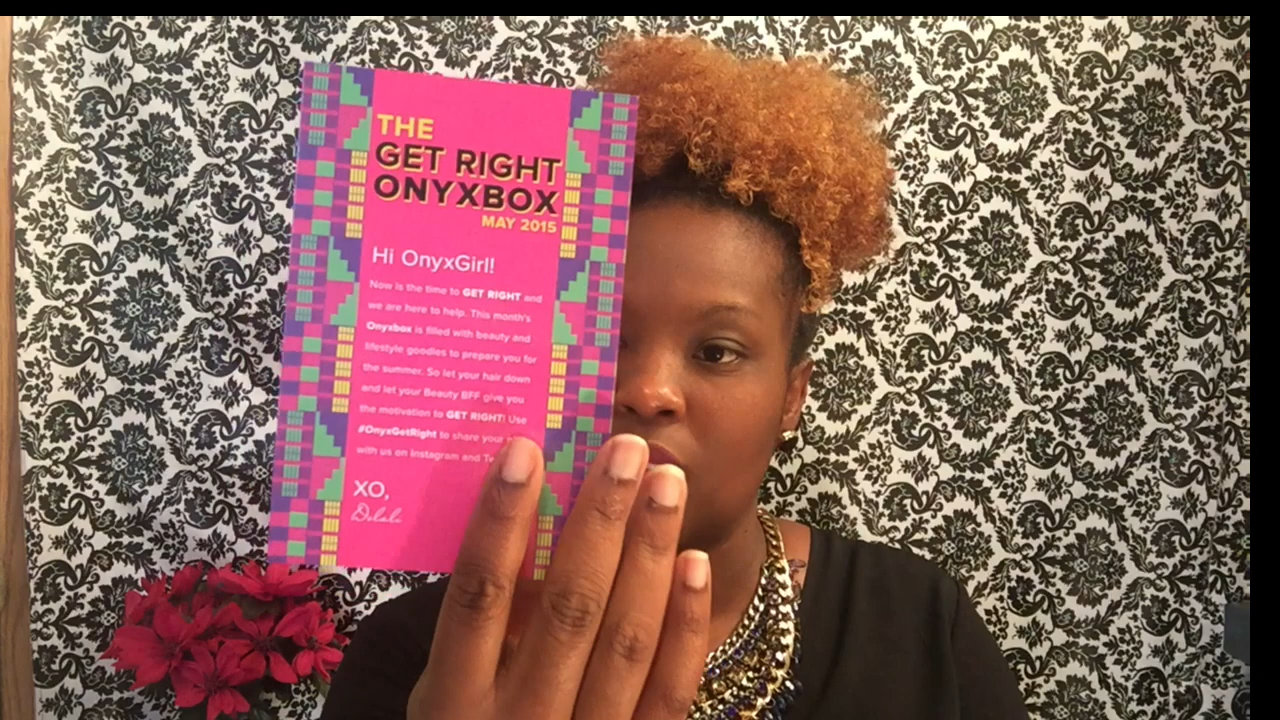 THE
GET RIGHT
ONYXBOX
MAY 2015
Hi OnyxGirl!
Now is the time to GET RIGHT and
we are here to help. This month's
Onyxbox is filled with beauty and
lifestyle goodies to prepare you for
the summer. So let your hair down
and let your Beauty BFF give you
the motivation to GET RIGHT! Use
#OnyxGetRight to share your
with us on Instagram and
XO,